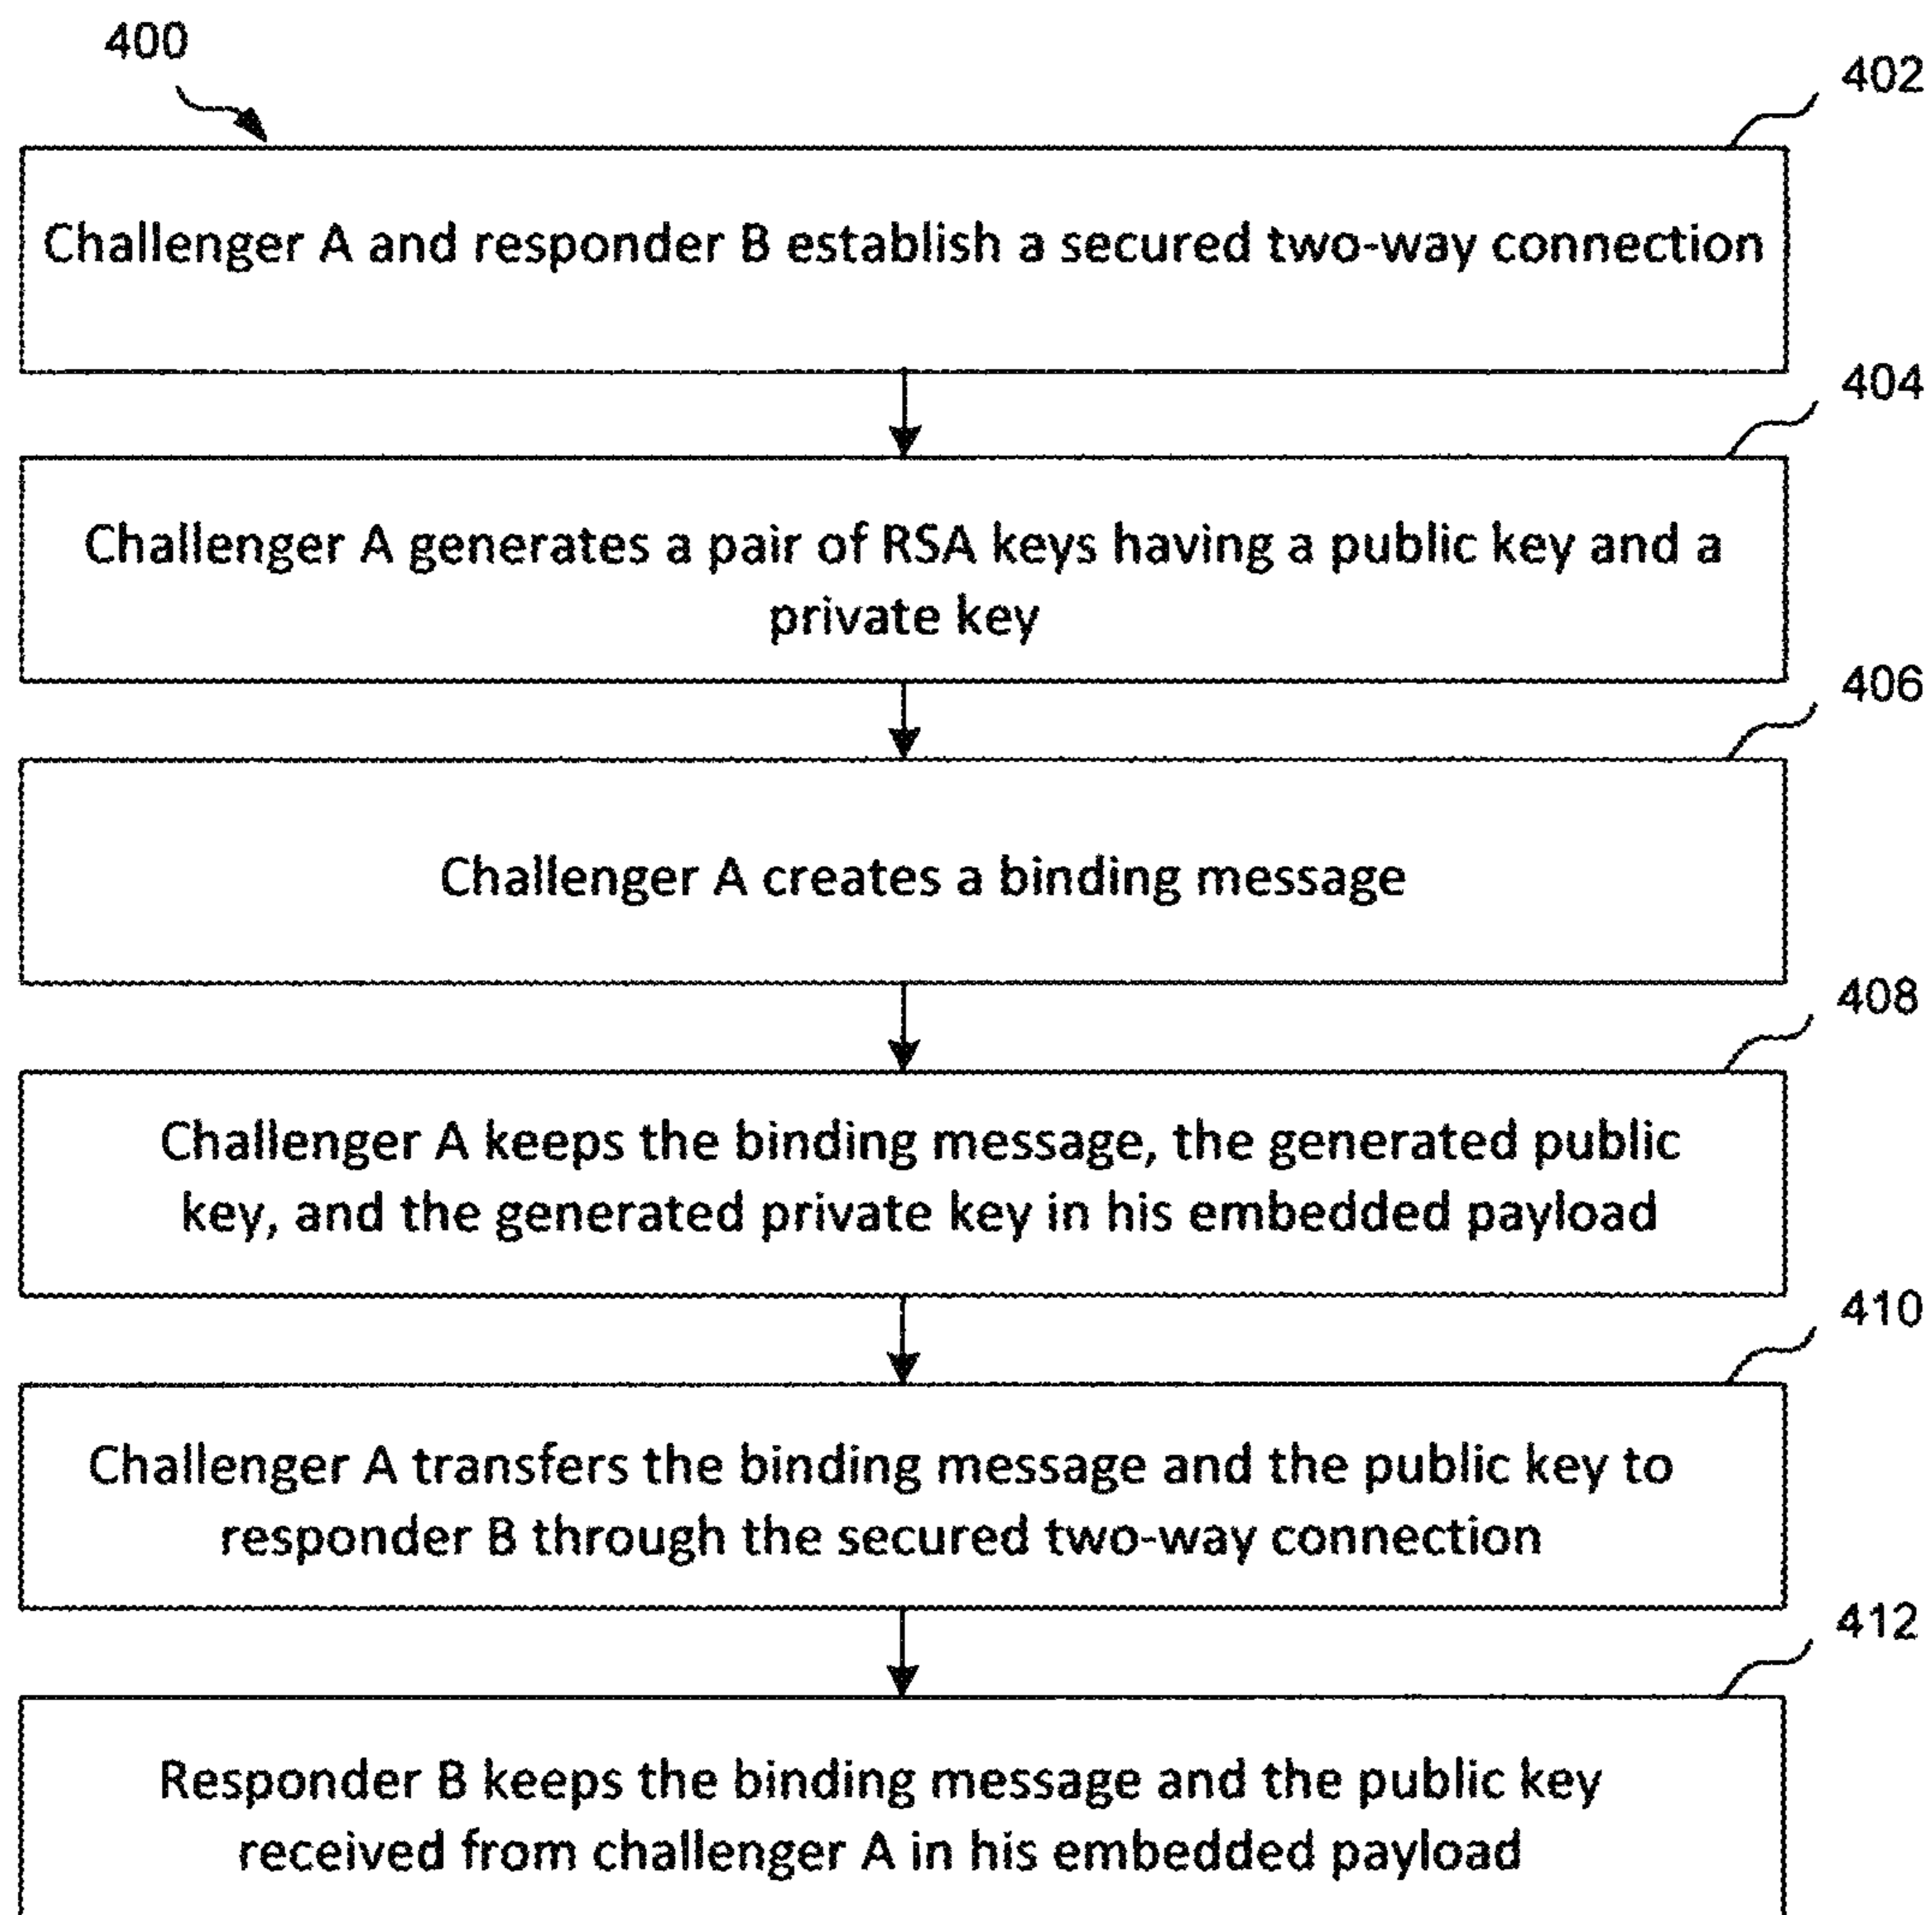 400
402
Challenger A and responder B establish a secured two-way connection
404
Challenger A generates a pair of RSA keys having a public key and a
private key
406
Challenger A creates a binding message
408
Challenger A keeps the binding message, the generated public
key, and the generated private key in his embedded payload
410
Challenger A transfers the binding message and the public key to
responder B through the secured two-way connection
412
Responder B keeps the binding message and the public key
received from challenger A in his embedded payload